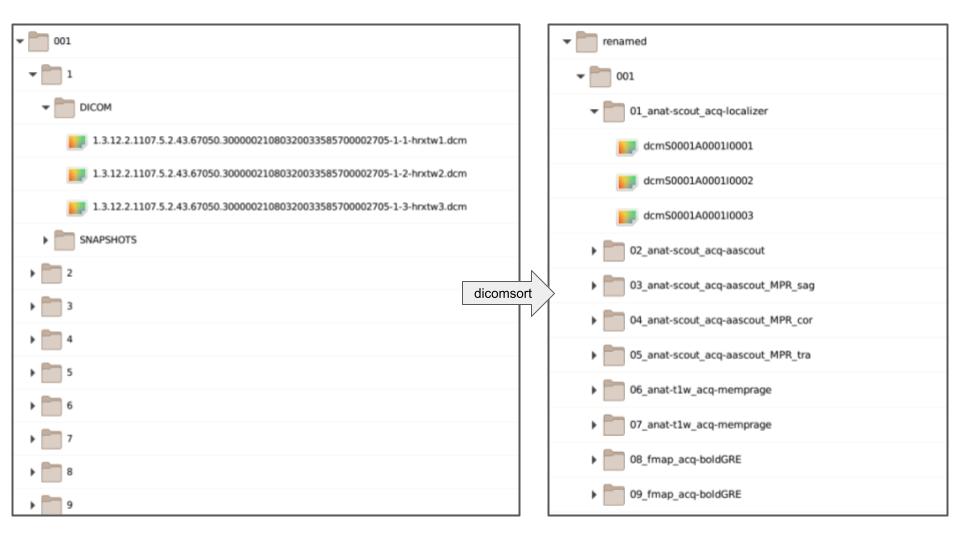 001
1
DICOM
1.3.12.2.1107.5.2.43.67050.30000021080320033585700002705-1-1-hrxtw1.dcm
1.3.12.2.1107.5.2.43.67050.30000021080320033585700002705-1-2-hrxtw2.dcm
1.3.12.2.1107.5.2.43.67050.30000021080320033585700002705-1-3-hrxtw3.dcm
SNAPSHOTS
2
3
4
5
6
7
8
9
dicomsort
renamed
001
01_anat-scout_acq-localizer
dcmS0001A0001I0001
dcmS0001A0001I0002
dcmS0001A0001I0003
02_anat-scout_acq-aascout
03_anat-scout_acq-aascout_MPR_sag
04_anat-scout_acq-aascout_MPR_cor
05_anat-scout_acq-aascout_MPR_tra
06_anat-t1w_acq-memprage
07_anat-t1w_acq-memprage
08_fmap_acq-boldGRE
09_fmap_acq-boldGRE